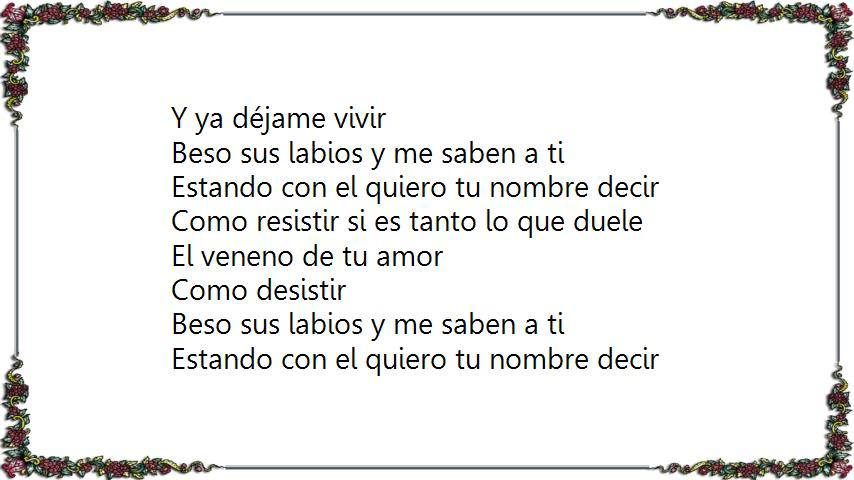 Y ya déjame vivir
Beso sus labios y me saben a ti
Estando con el quiero tu nombre decir
Como resistir si es tanto lo que duele
El veneno de tu amor
Como desistir
Beso sus labios y me saben a ti
Estando con el quiero tu nombre decir